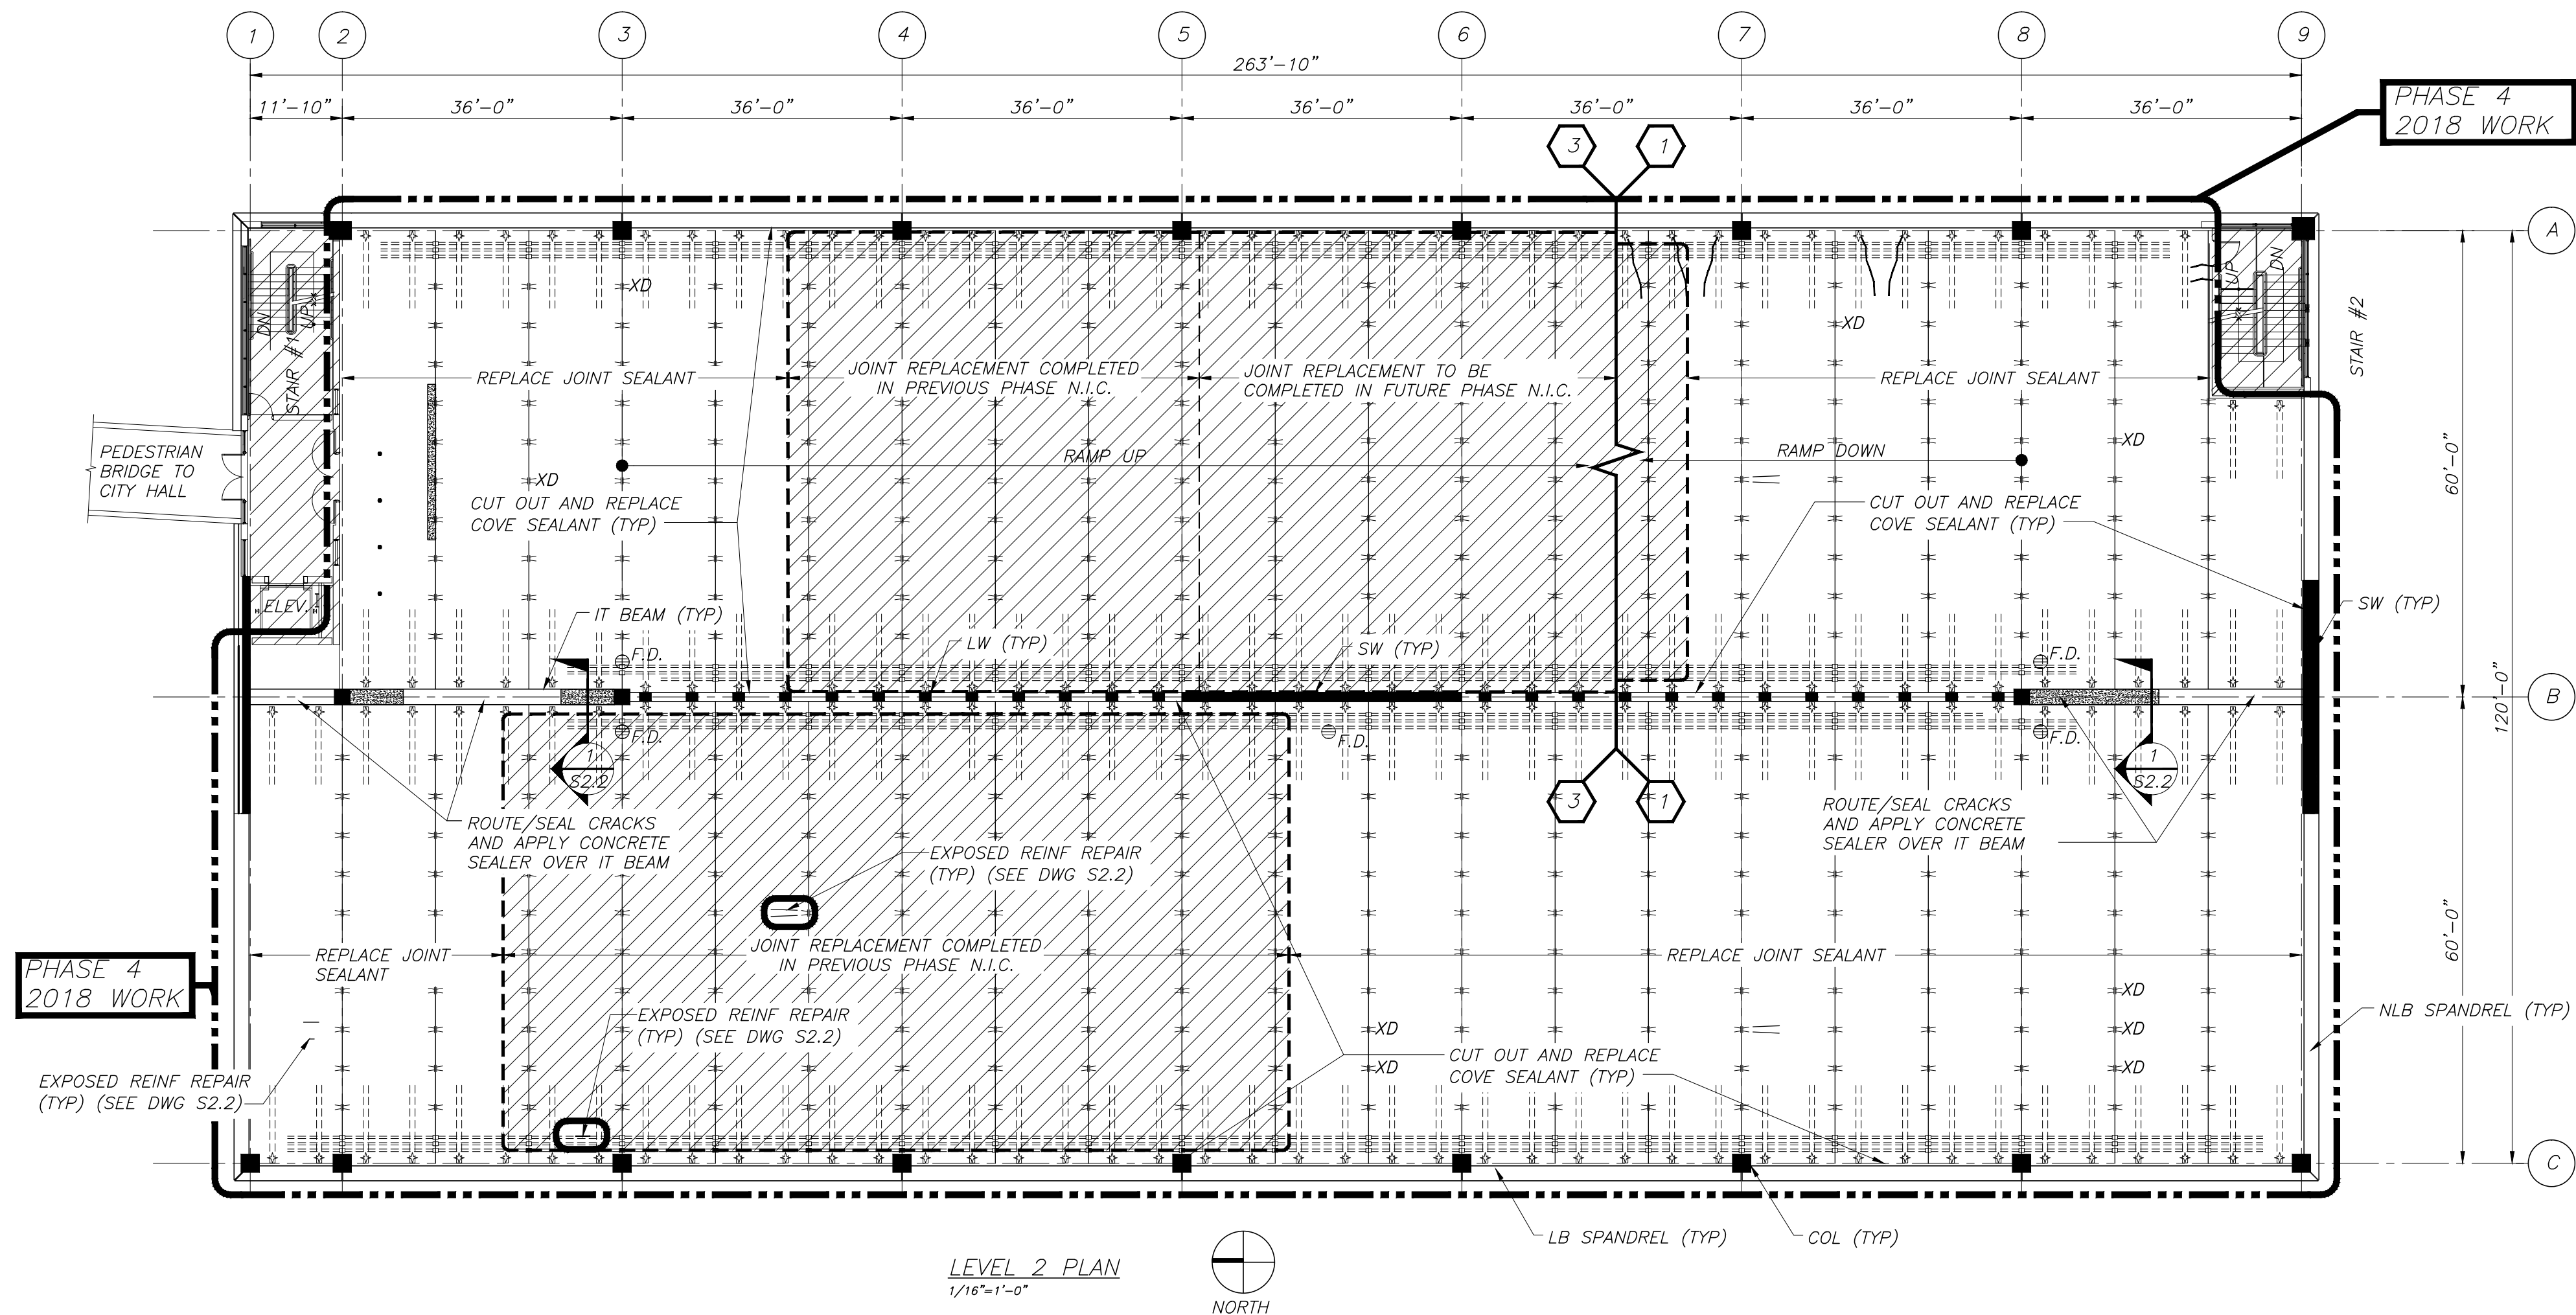 1 2 3 4 5 6 7 8 9
263'-10"
11'-10" 36'-0" 36'-0" 36'-0" 36'-0" 36'-0" 36'-0" 36'-0"
PHASE 4
2018 WORK
3 1
A
DN
UP
STAIR #1
XD
XD
UP
DN
STAIR #2
REPLACE JOINT SEALANT
JOINT REPLACEMENT COMPLETED
IN PREVIOUS PHASE N.I.C.
JOINT REPLACEMENT TO BE
COMPLETED IN FUTURE PHASE N.I.C.
REPLACE JOINT SEALANT
XD
PEDESTRIAN
BRIDGE TO
CITY HALL
RAMP UP
RAMP DOWN
60'-0"
XD
CUT OUT AND REPLACE
COVE SEALANT (TYP)
CUT OUT AND REPLACE
COVE SEALANT (TYP)
ELEV.
IT BEAM (TYP)
LW (TYP)
SW (TYP)
SW (TYP)
F.D.
F.D.
B
120'-0"
F.D.
F.D.
F.D.
1
S2.2
1
S2.2
3 1
ROUTE/SEAL CRACKS
AND APPLY CONCRETE
SEALER OVER IT BEAM
EXPOSED REINF REPAIR
(TYP) (SEE DWG S2.2)
ROUTE/SEAL CRACKS
AND APPLY CONCRETE
SEALER OVER IT BEAM
60'-0"
PHASE 4
2018 WORK
REPLACE JOINT
SEALANT
JOINT REPLACEMENT COMPLETED
IN PREVIOUS PHASE N.I.C.
REPLACE JOINT SEALANT
XD
NLB SPANDREL (TYP)
EXPOSED REINF REPAIR
(TYP) (SEE DWG S2.2)
XD
XD
XD
XD
CUT OUT AND REPLACE
COVE SEALANT (TYP)
EXPOSED REINF REPAIR
(TYP) (SEE DWG S2.2)
C
LB SPANDREL (TYP)
COL (TYP)
LEVEL 2 PLAN
1/16"=1'-0"
NORTH